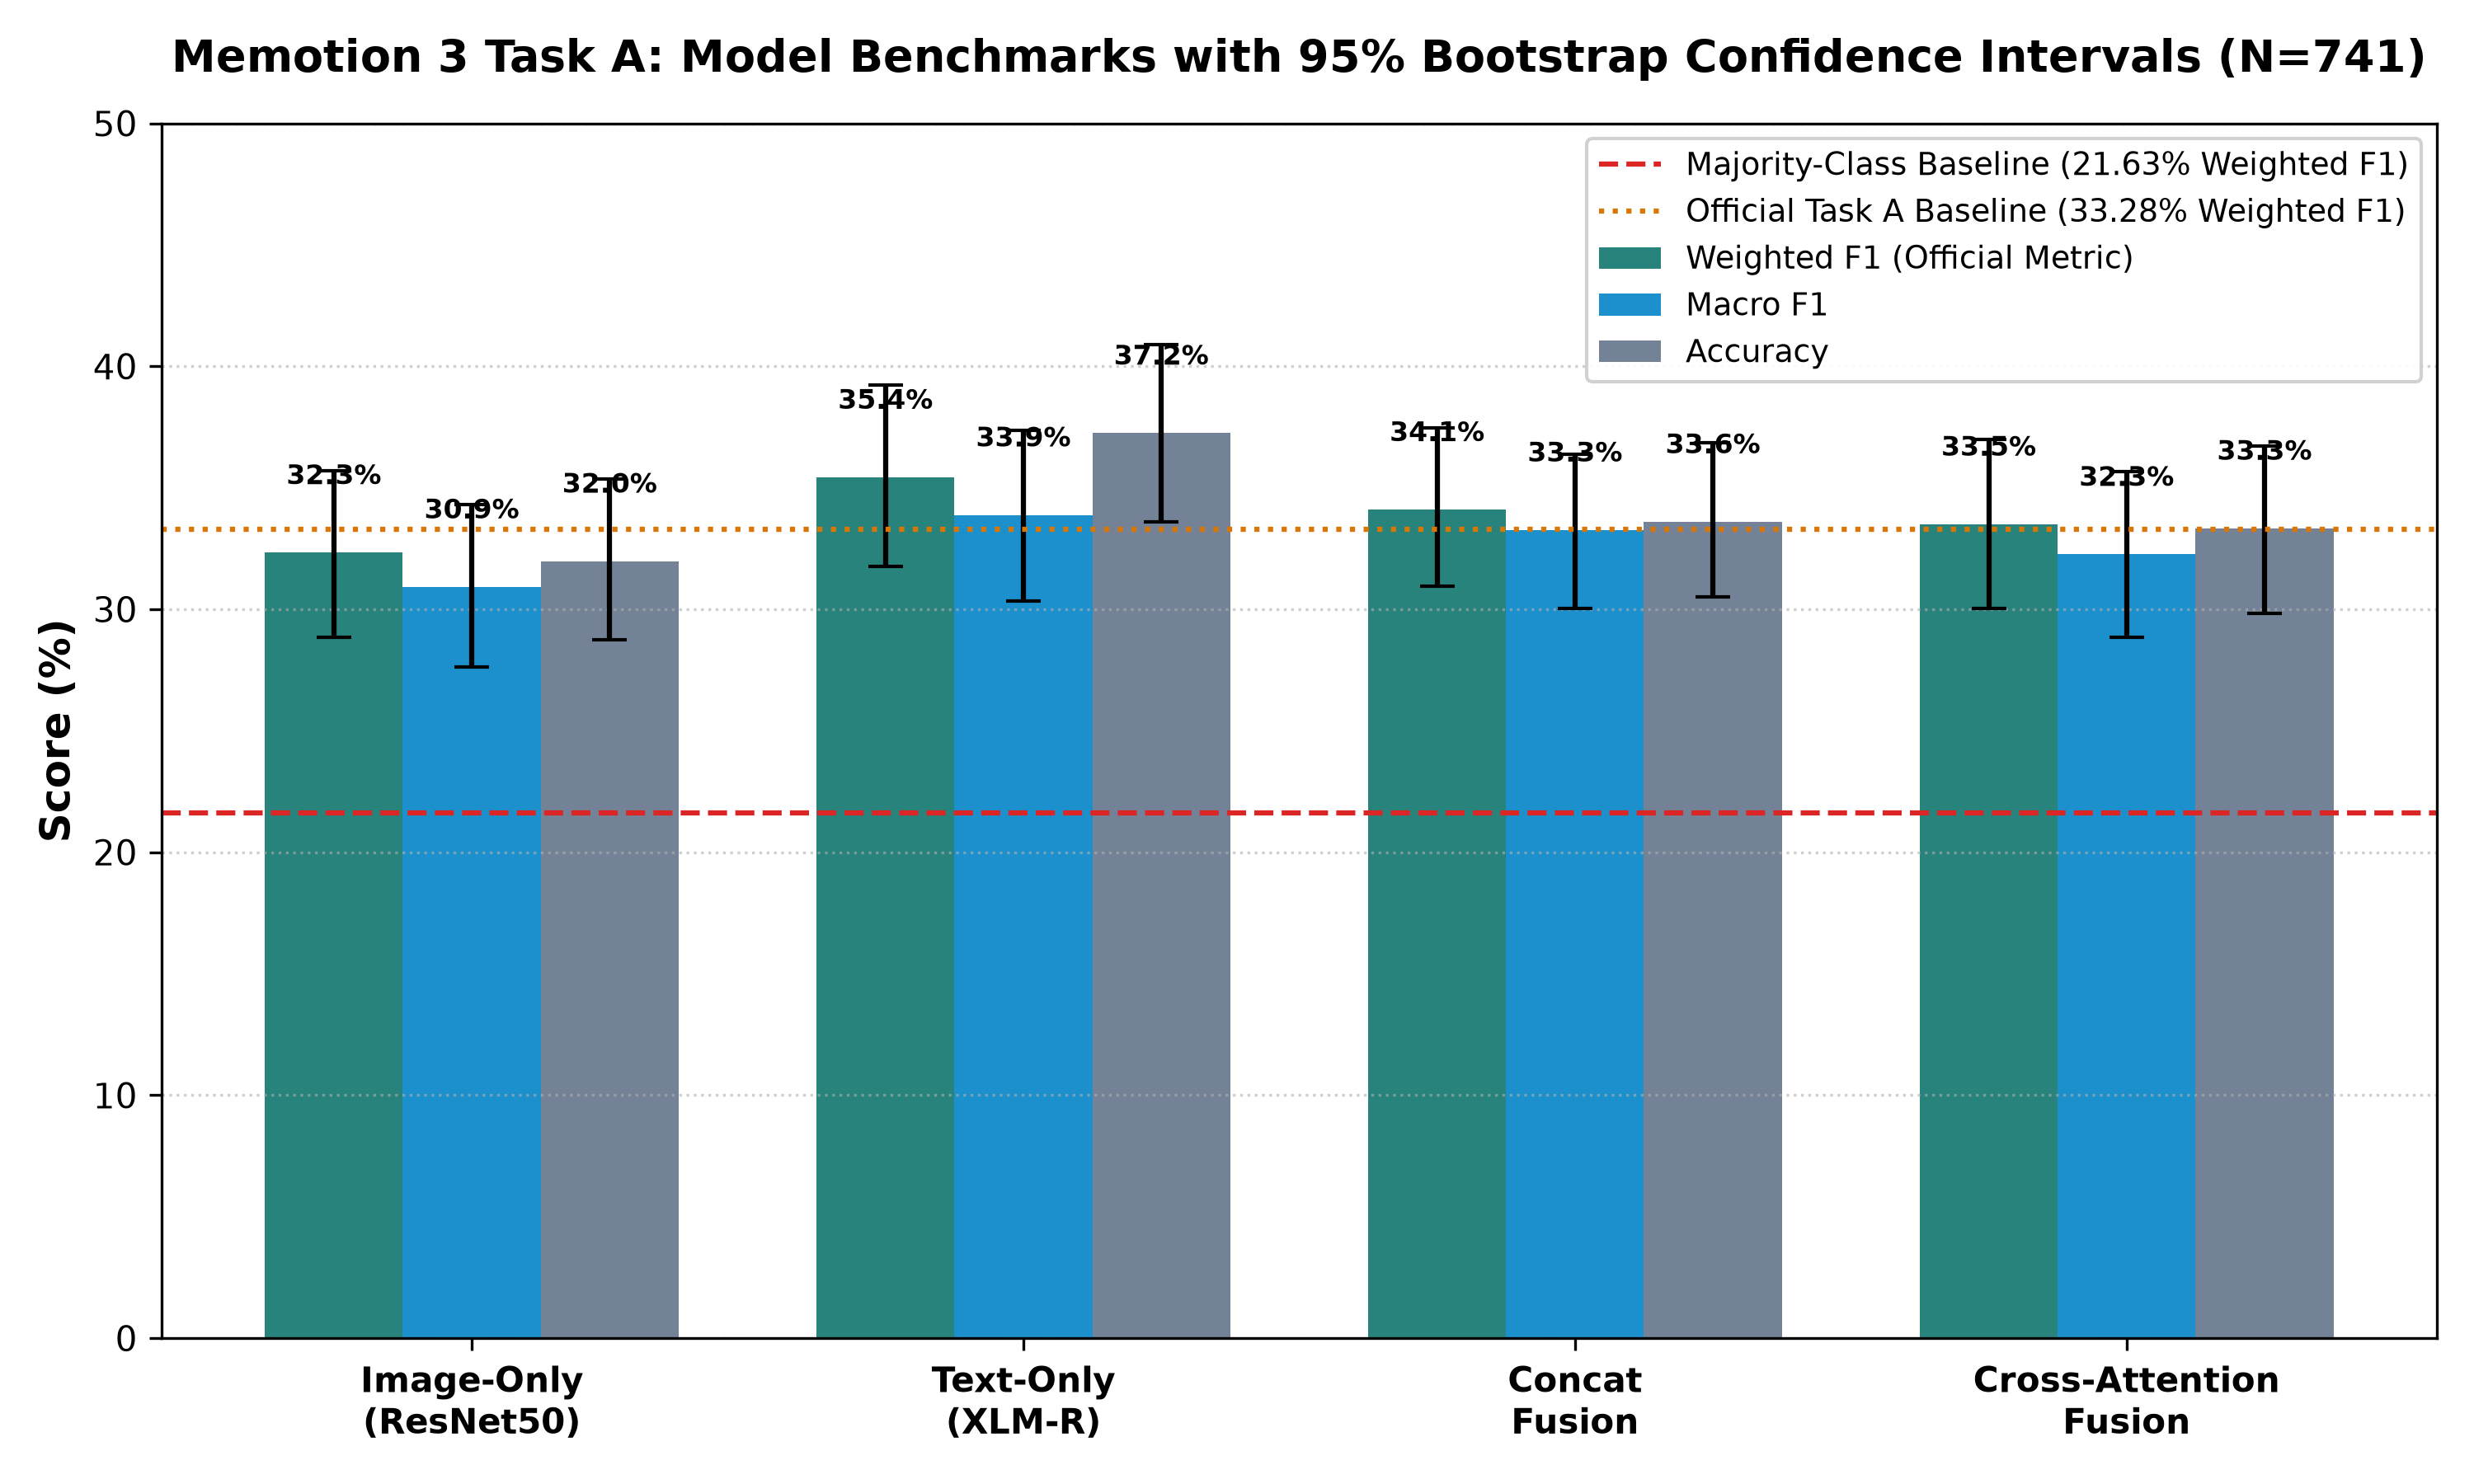 Memotion 3 Task A: Model Benchmarks with 95% Bootstrap Confidence Intervals (N=741)
Majority-Class Baseline (21.63% Weighted F1)
Official Task A Baseline (33.28% Weighted F1)
Weighted F1 (Official Metric)
Macro F1
Accuracy
Score (%)
50
40
30
20
10
0
32.3%
30.9%
32.0%
35.4%
33.9%
37.2%
34.1%
33.3%
33.6%
33.5%
32.3%
33.3%
Image-Only
(ResNet50)
Text-Only
(XLM-R)
Concat
Fusion
Cross-Attention
Fusion